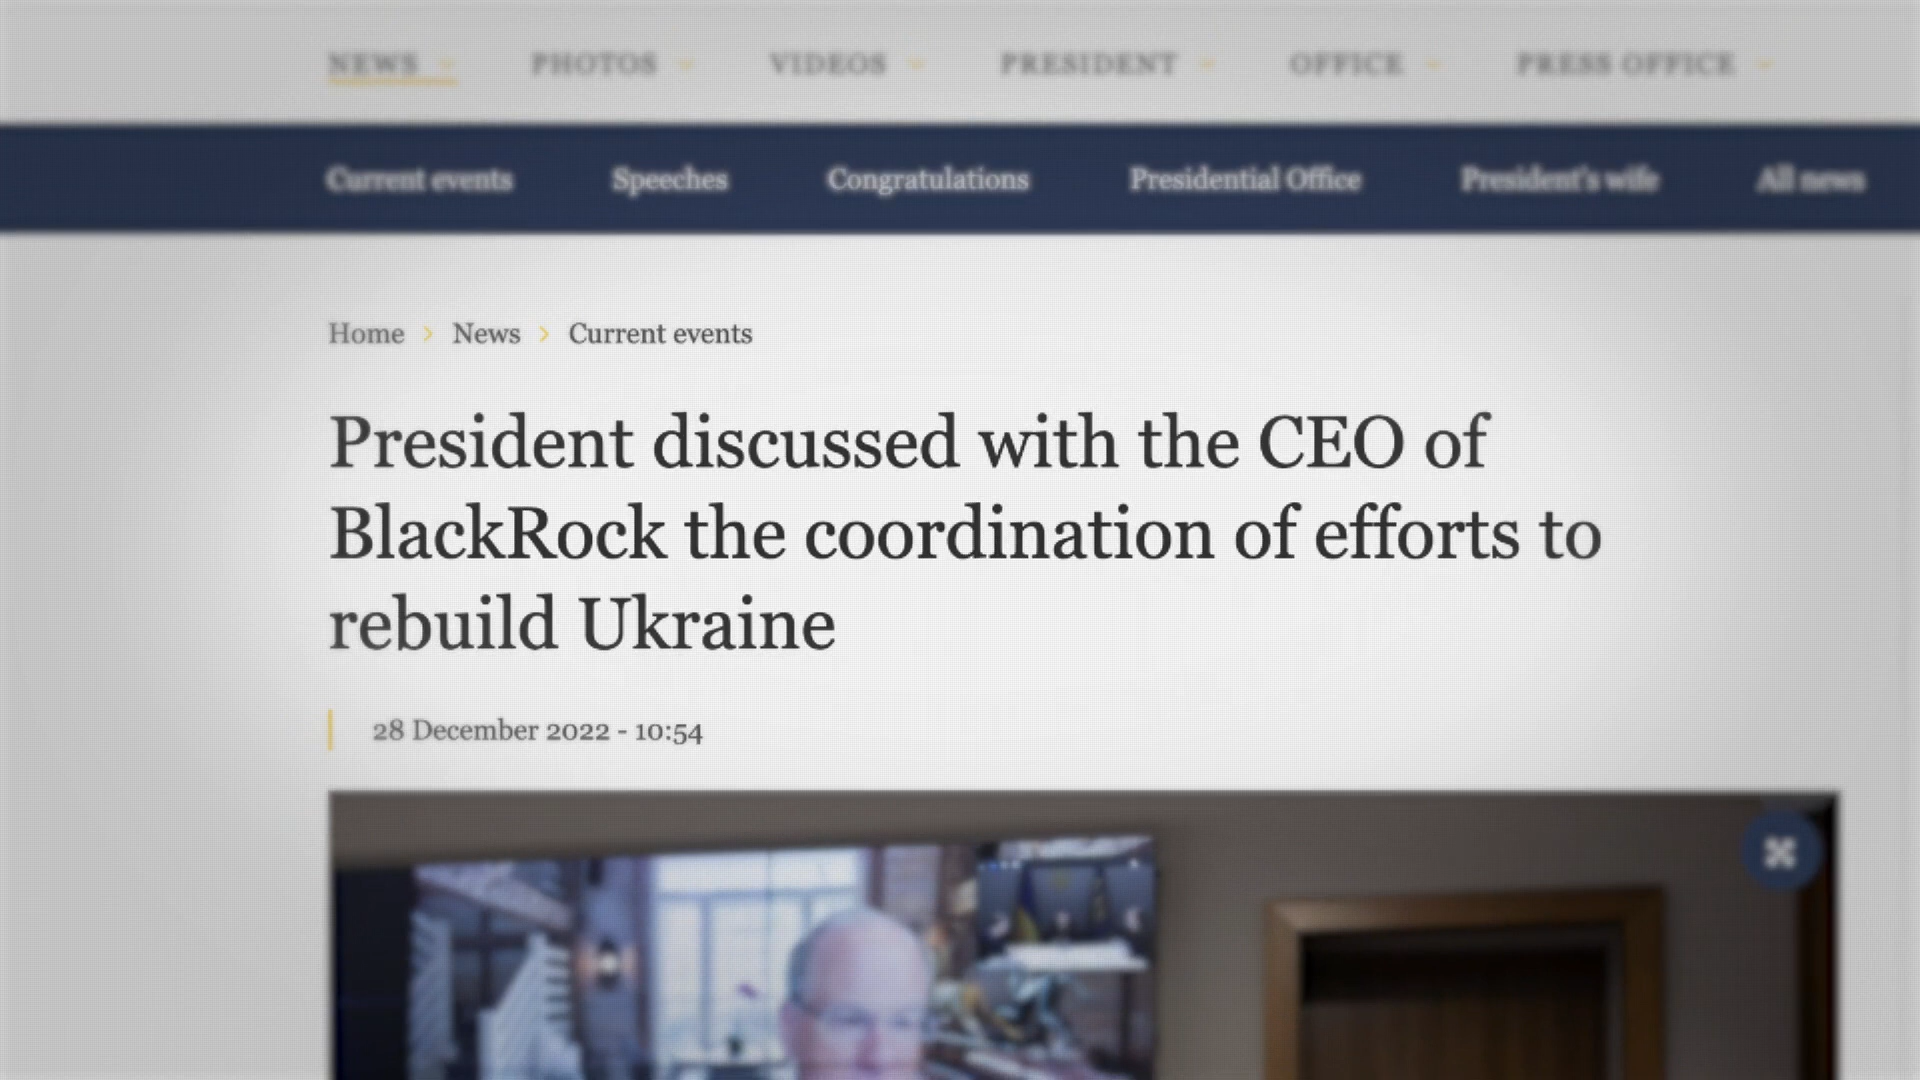 NEWS PHOTOS VIDEOS PRESIDENT OFFICE PRESS OFFICE
Current events Speeches Congratulations Presidential Office President's wife All news
Home > News > Current events
President discussed with the CEO of
BlackRock the coordination of efforts to
rebuild Ukraine
28 December 2022 - 10:54